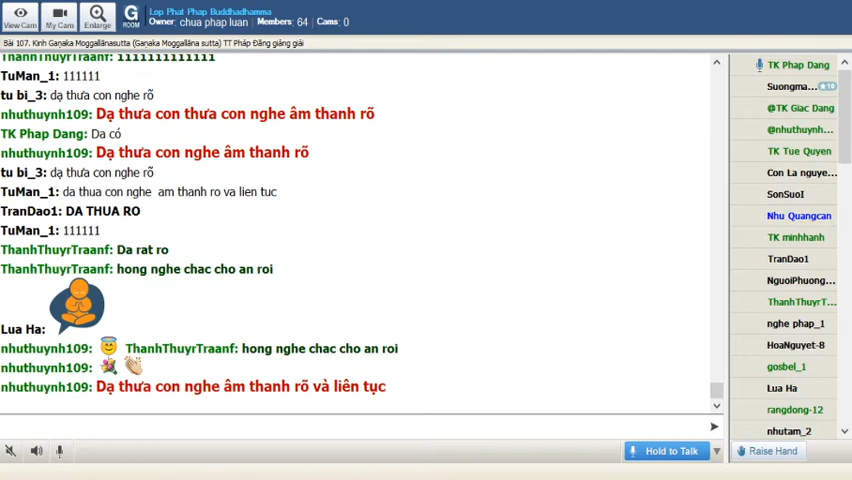 View Cam
My Cam
Enlarge
G
ROOM
Lop Phat Phap Buddhadhamma
Owner: chua phap luan Members: 64 Cams: 0
Bài 107. Kinh Gaṇaka Moggallānasutta (Gaṇaka Moggallāna sutta) TT Pháp Đăng giảng giải
ThanhThuyrTraanf: 1111111111111
TuMan_1: 111111
tu bi_3: dạ thưa con nghe rõ
nhuthuynh109: Dạ thưa con thưa con nghe âm thanh rõ
TK Phap Dang: Da có
nhuthuynh109: Dạ thưa con nghe âm thanh rõ
tu bi_3: dạ thưa con nghe rõ
TuMan_1: da thua con nghe am thanh ro va lien tuc
TranDao1: DA THUA RO
TuMan_1: 111111
ThanhThuyrTraanf: Da rat ro
ThanhThuyrTraanf: hong nghe chac cho an roi
Lua Ha:
nhuthuynh109: ThanhThuyrTraanf: hong nghe chac cho an roi
nhuthuynh109:
nhuthuynh109: Dạ thưa con nghe âm thanh rõ và liên tục
Hold to Talk
TK Phap Dang
Suongma... ★10
@TK Giac Dang
@nhuthuynh...
TK Tue Quyen
Con La nguye...
SonSuoI
Nhu Quangcan
TK minhhanh
TranDao1
NguoiPhuong...
ThanhThuyrT...
nghe phap_1
HoaNguyet-8
gosbel_1
Lua Ha
rangdong-12
nhutam_2
Raise Hand